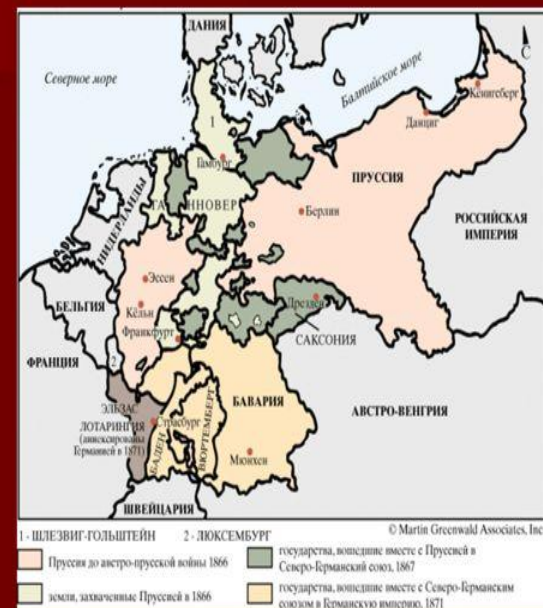 ДАНИЯ
Северное море
Балтийское море
С
Кёнигсберг
Данциг
1
Гамбург
ПРУССИЯ
ГАННОВЕР
Берлин
НИДЕРЛАНДЫ
РОССИЙСКАЯ
ИМПЕРИЯ
Эссен
БЕЛЬГИЯ
Кёльн
Дрезден
Франкфурт
САКСОНИЯ
ФРАНЦИЯ
2
ЭЛЬЗАС
ЛОТАРИНГИЯ
(аннексированы
Германией в 1871)
Страсбург
БАДЕН
ВЮРТЕМБЕРГ
БАВАРИЯ
АВСТРО-ВЕНГРИЯ
Мюнхен
ШВЕЙЦАРИЯ
1 - ШЛЕЗВИГ-ГОЛЬШТЕЙН 2 - ЛЮКСЕМБУРГ
© Martin Greenwald Associates, Inc
Пруссия до австро-прусской войны 1866
государства, вошедшие вместе с Пруссией в
Северо-Германский союз, 1867
земли, захваченные Пруссией в 1866
государства, вошедшие вместе с Северо-Германским
союзом в Германскую империю, 1871